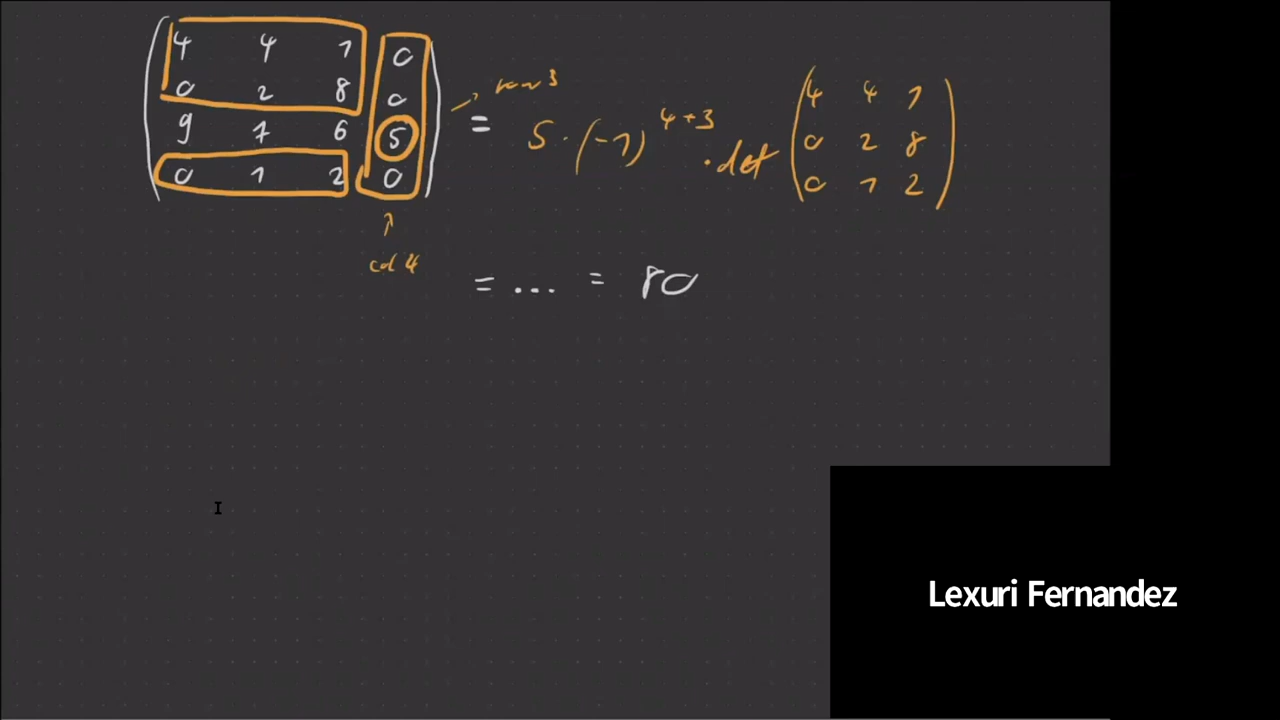 ( 4 4 1 0
0 2 8 0
9 7 6 5
0 1 2 0 ) = 5 · (-1)^{4+3} · det ( 4 4 1
0 2 8
0 1 2 )
row 3
col 4
= ... = 80
Lexuri Fernandez